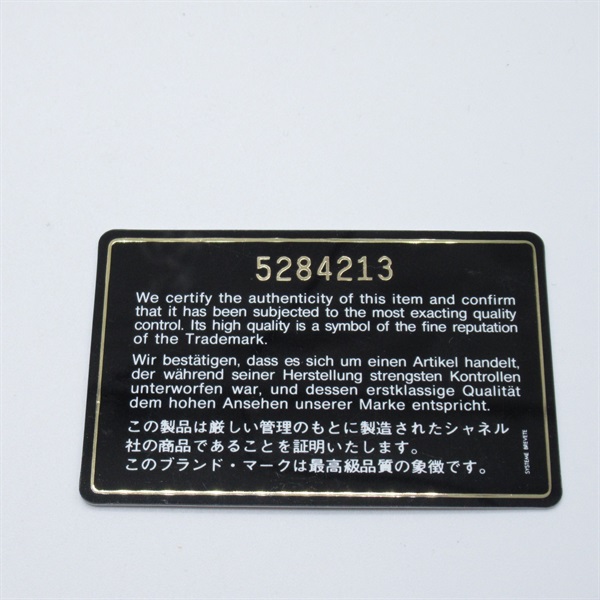 5284213
We certify the authenticity of this item and confirm
that it has been subjected to the most exacting quality
control. Its high quality is a symbol of the fine reputation
of the Trademark.
Wir bestätigen, dass es sich um einen Artikel handelt,
der während seiner Herstellung strengsten Kontrollen
unterworfen war, und dessen erstklassige Qualität
dem hohen Ansehen unserer Marke entspricht.
この製品は厳しい管理のもとに製造されたシャネル
社の商品であることを証明いたします。
このブランド・マークは最高級品質の象徴です。
SYSTEME BREVETE